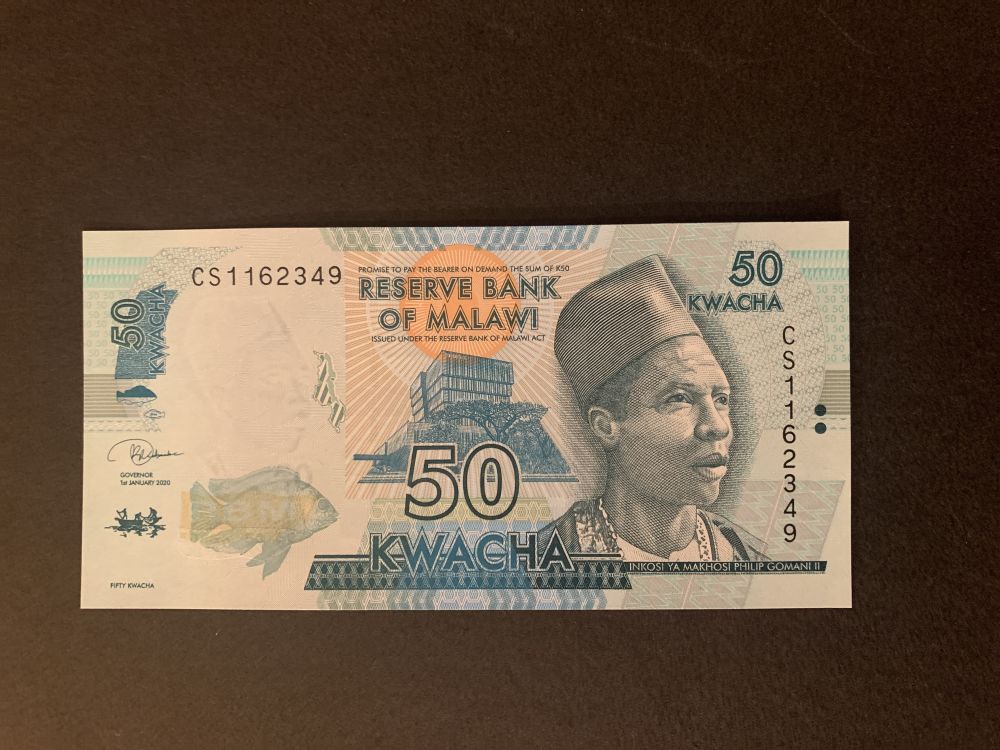 CS1162349
PROMISE TO PAY THE BEARER ON DEMAND THE SUM OF K50
RESERVE BANK
OF MALAWI
ISSUED UNDER THE RESERVE BANK OF MALAWI ACT
50
KWACHA
50
KWACHA
CS1162349
GOVERNOR
1st JANUARY 2020
RBM
50
KWACHA
FIFTY KWACHA
INKOSI YA MAKHOSI PHILIP GOMANI II